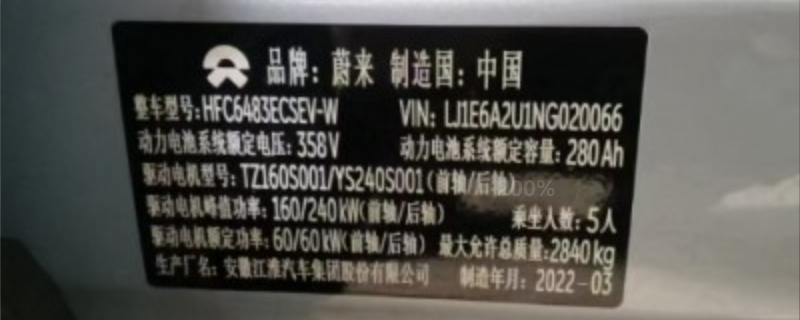 品牌：蔚来 制造国：中国
整车型号：HFC6483ECSEV-W VIN：LJ1E6A2U1NG020066
动力电池系统额定电压：358V 动力电池系统额定容量：280Ah
驱动电机型号：TZ160S001/YS240S001（前轴/后轴） 00%
驱动电机峰值功率：160/240kW（前轴/后轴） 乘坐人数：5人
驱动电机额定功率：60/60kW（前轴/后轴） 最大允许总质量：2840kg
生产厂名：安徽江淮汽车集团股份有限公司 制造年月：2022-03